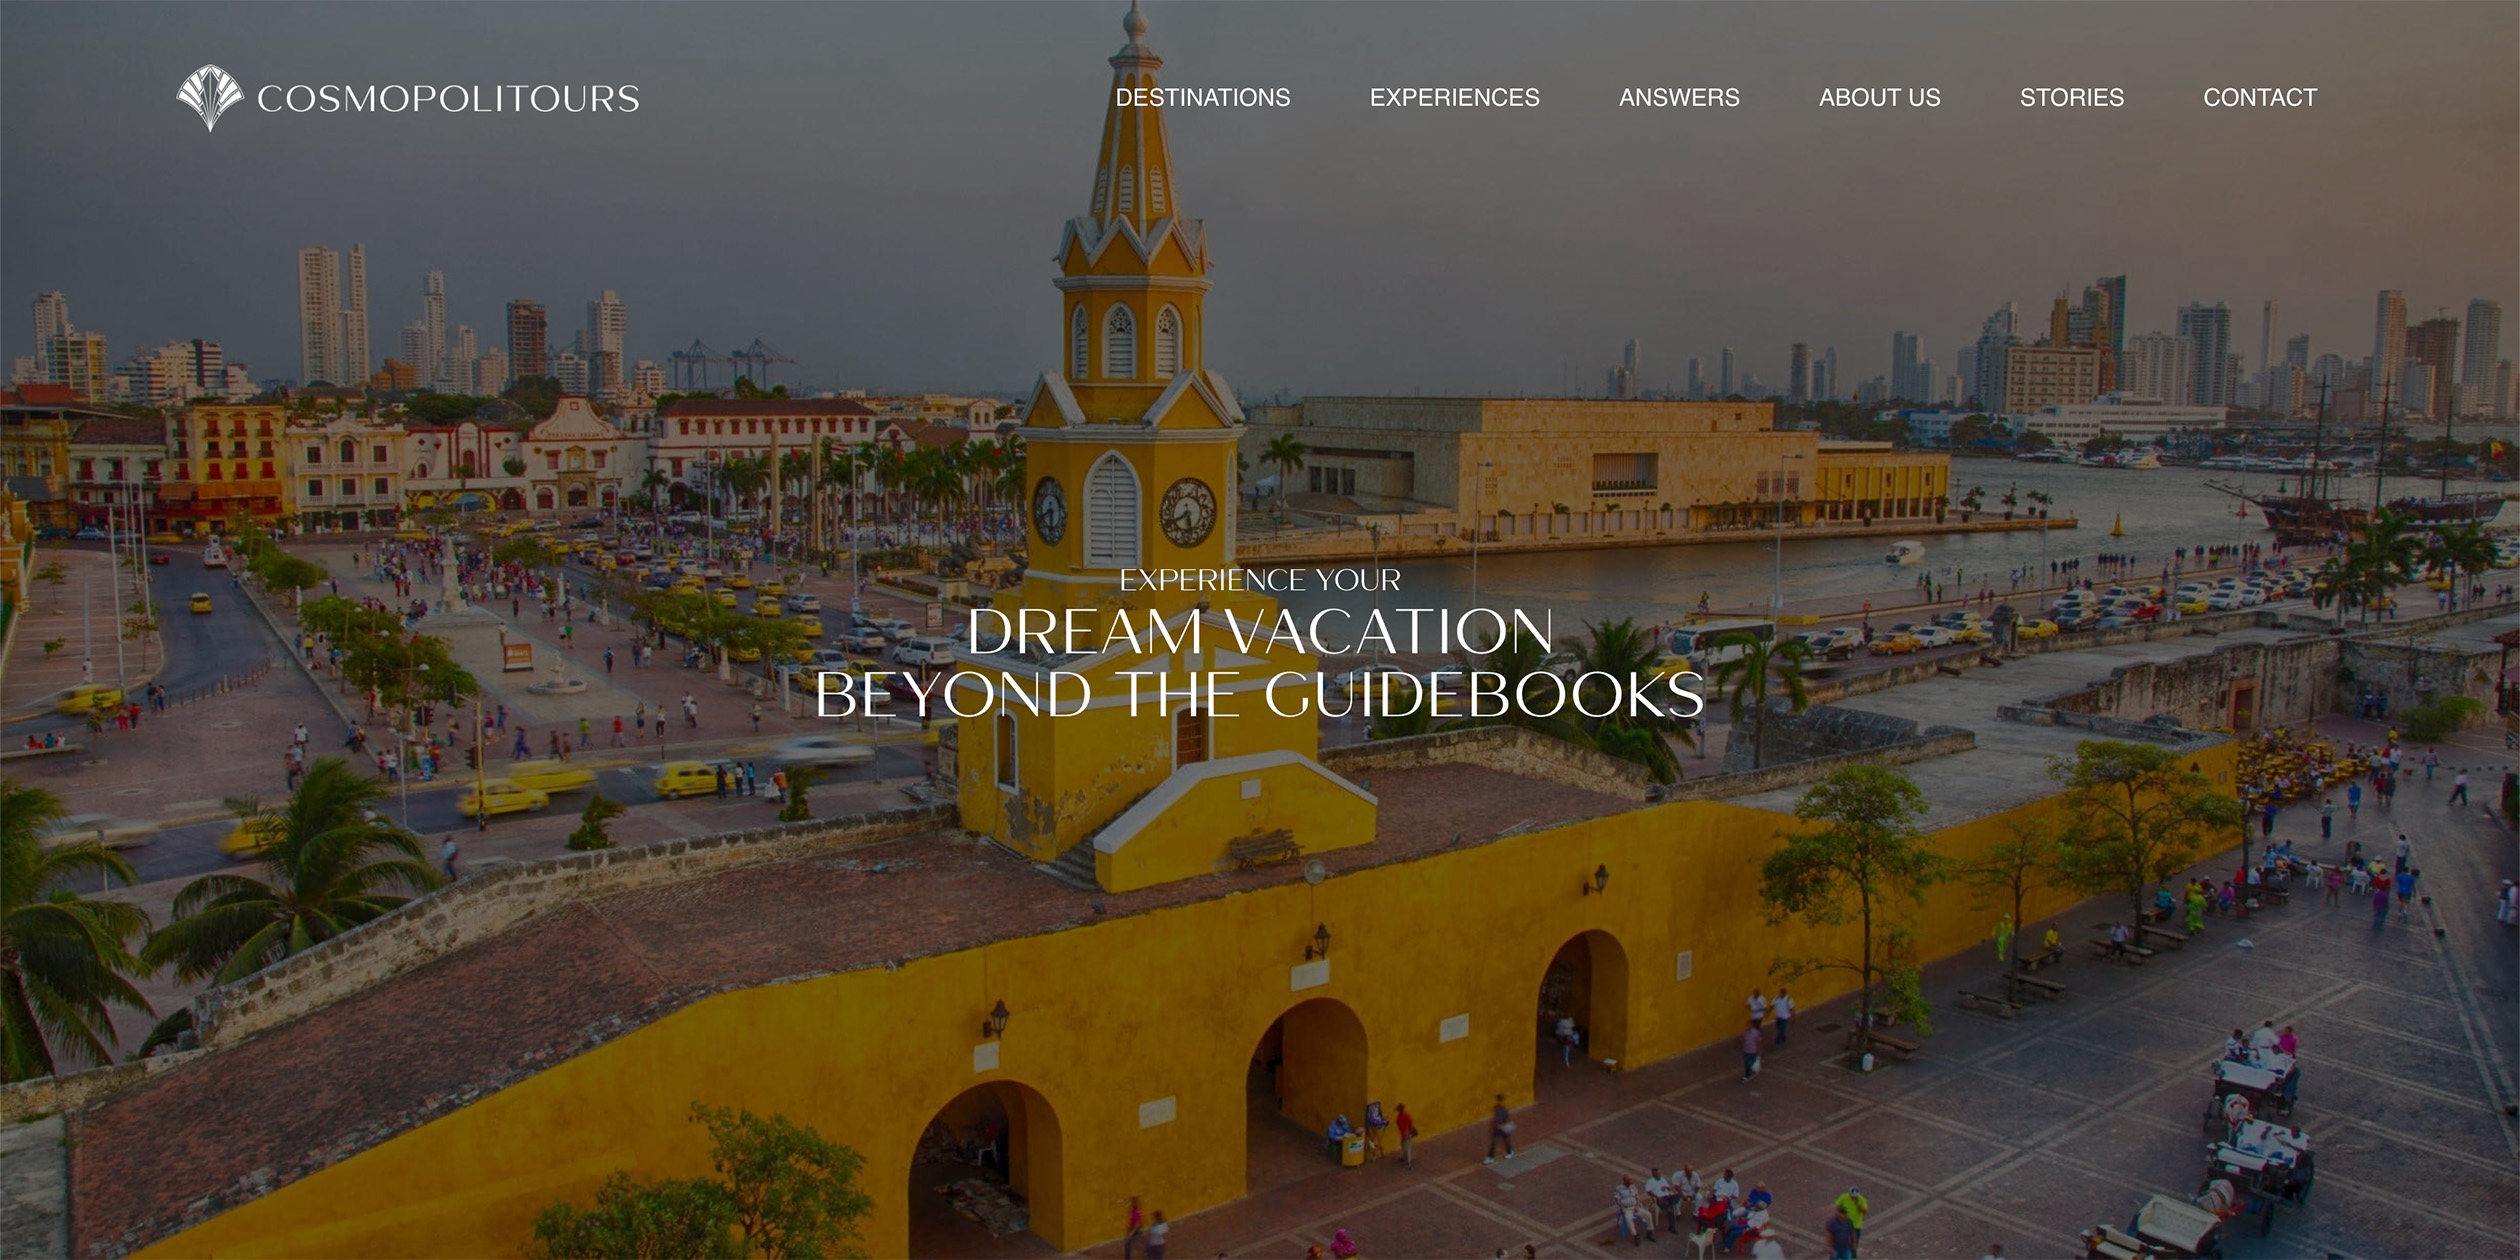 COSMOPOLITOURS
DESTINATIONS EXPERIENCES ANSWERS ABOUT US STORIES CONTACT
EXPERIENCE YOUR
DREAM VACATION
BEYOND THE GUIDEBOOKS